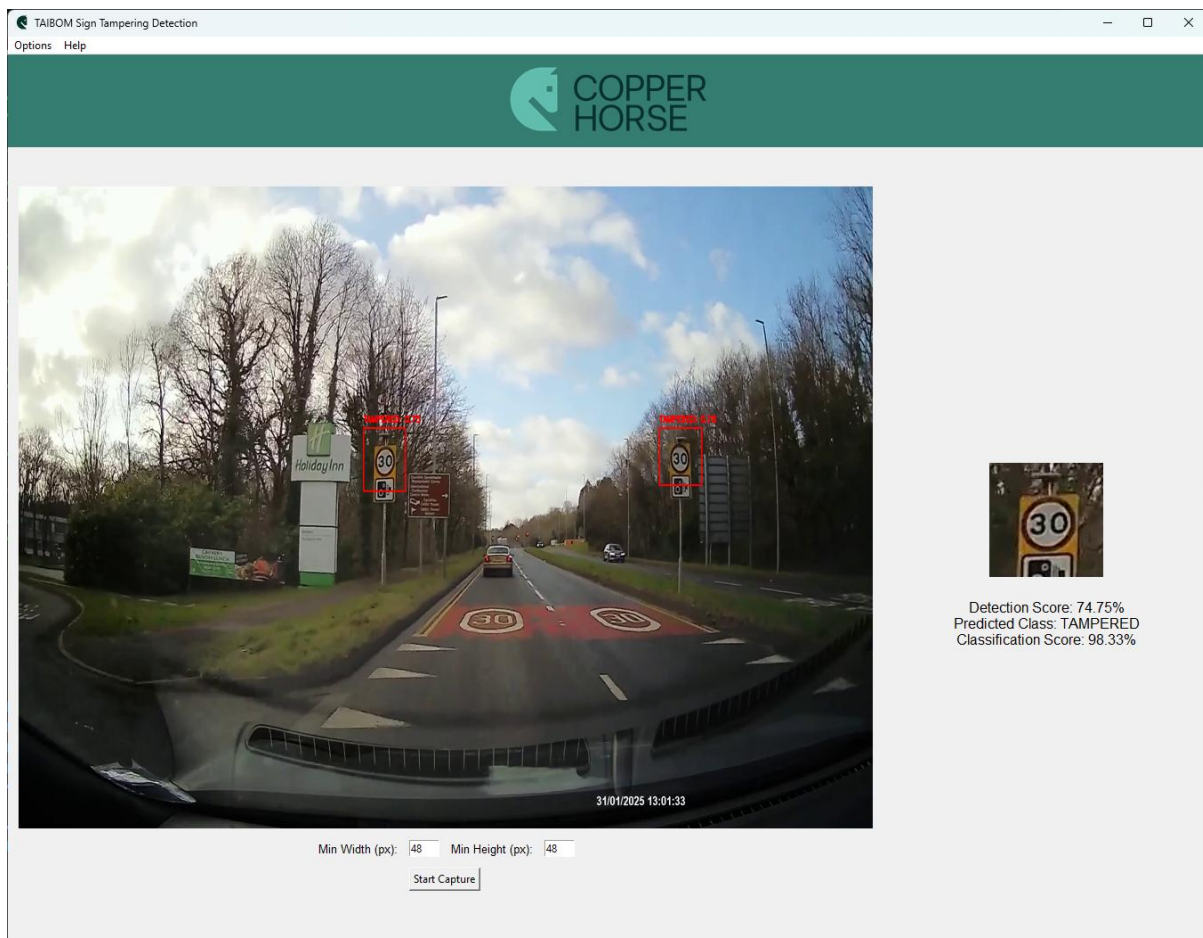 TAIBOM Sign Tampering Detection
Options Help
COPPER
HORSE
Holiday Inn
30
30
30
30
31/01/2025 13:01:33
30
Detection Score: 74.75%
Predicted Class: TAMPERED
Classification Score: 98.33%
Min Width (px): 48 Min Height (px): 48
Start Capture